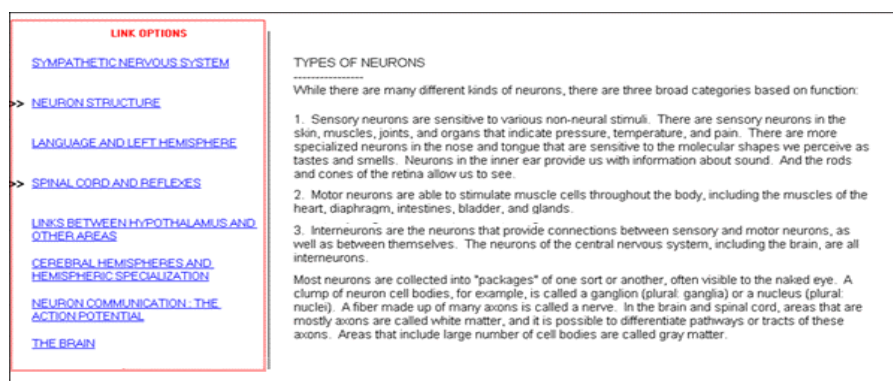 LINK OPTIONS
SYMPATHETIC NERVOUS SYSTEM
>> NEURON STRUCTURE
LANGUAGE AND LEFT HEMISPHERE
>> SPINAL CORD AND REFLEXES
LINKS BETWEEN HYPOTHALAMUS AND
OTHER AREAS
CEREBRAL HEMISPHERES AND
HEMISPHERIC SPECIALIZATION
NEURON COMMUNICATION : THE
ACTION POTENTIAL
THE BRAIN
TYPES OF NEURONS
----------------
While there are many different kinds of neurons, there are three broad categories based on function:
1. Sensory neurons are sensitive to various non-neural stimuli. There are sensory neurons in the
skin, muscles, joints, and organs that indicate pressure, temperature, and pain. There are more
specialized neurons in the nose and tongue that are sensitive to the molecular shapes we perceive as
tastes and smells. Neurons in the inner ear provide us with information about sound. And the rods
and cones of the retina allow us to see.
2. Motor neurons are able to stimulate muscle cells throughout the body, including the muscles of the
heart, diaphragm, intestines, bladder, and glands.
3. Interneurons are the neurons that provide connections between sensory and motor neurons, as
well as between themselves. The neurons of the central nervous system, including the brain, are all
interneurons.
Most neurons are collected into "packages" of one sort or another, often visible to the naked eye. A
clump of neuron cell bodies, for example, is called a ganglion (plural: ganglia) or a nucleus (plural:
nuclei). A fiber made up of many axons is called a nerve. In the brain and spinal cord, areas that are
mostly axons are called white matter, and it is possible to differentiate pathways or tracts of these
axons. Areas that include large number of cell bodies are called gray matter.